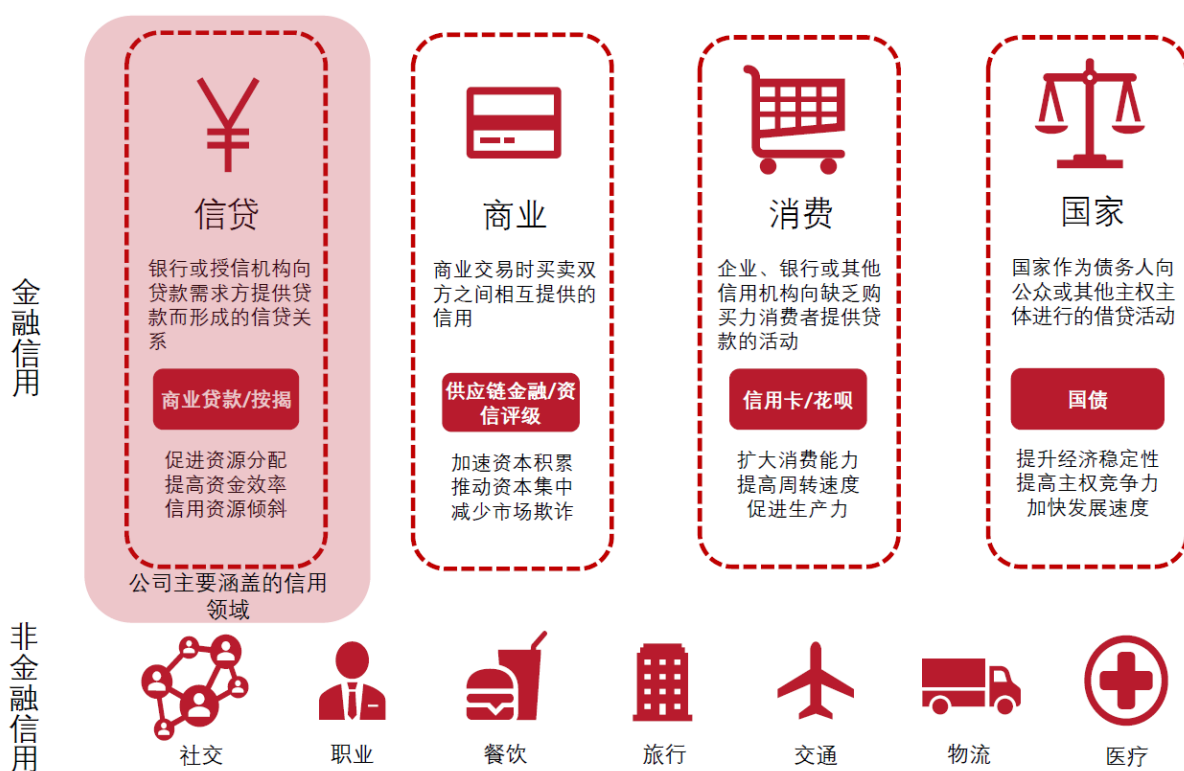 金融信用
信贷
银行或授信机构向
贷款需求方提供贷
款而形成的信贷关
系
商业贷款/按揭
促进资源分配
提高资金效率
信用资源倾斜
公司主要涵盖的信用
领域
商业
商业交易时买卖双
方之间相互提供的
信用
供应链金融/资
信评级
加速资本积累
推动资本集中
减少市场欺诈
消费
企业、银行或其他
信用机构向缺乏购
买力消费者提供贷
款的活动
信用卡/花呗
扩大消费能力
提高周转速度
促进生产力
国家
国家作为债务人向
公众或其他主权主
体进行的借贷活动
国债
提升经济稳定性
提高主权竞争力
加快发展速度
非金融信用
社交
职业
餐饮
旅行
交通
物流
医疗